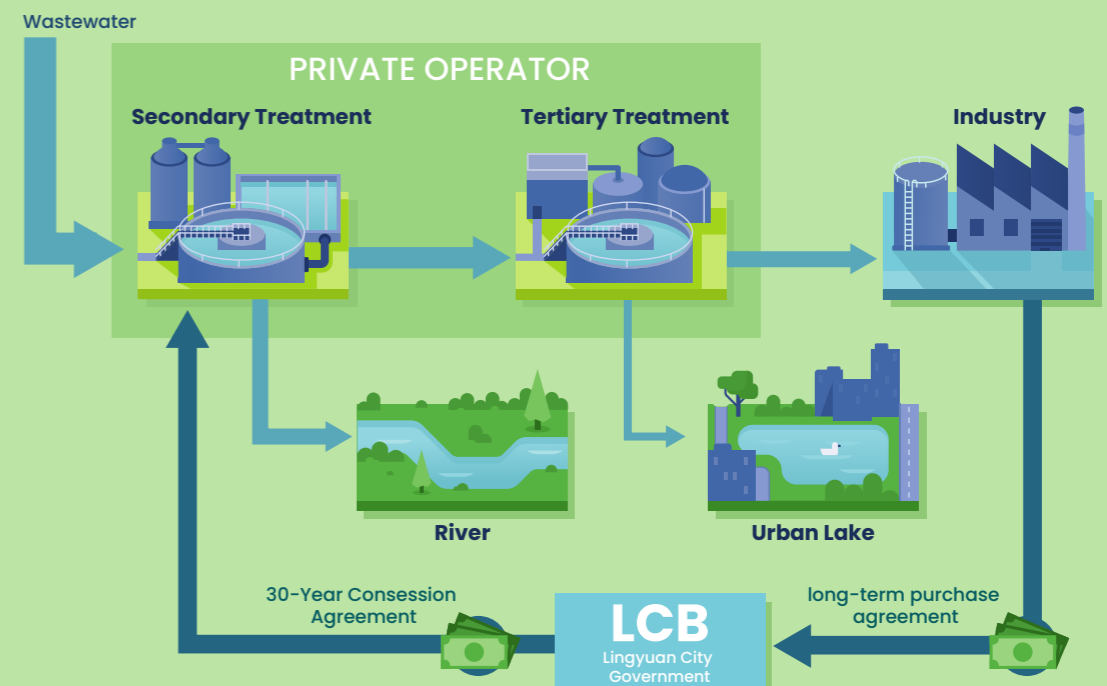 Wastewater
PRIVATE OPERATOR
Secondary Treatment
Tertiary Treatment
Industry
River
Urban Lake
30-Year Consession
Agreement
LCB
Lingyuan City
Government
long-term purchase
agreement